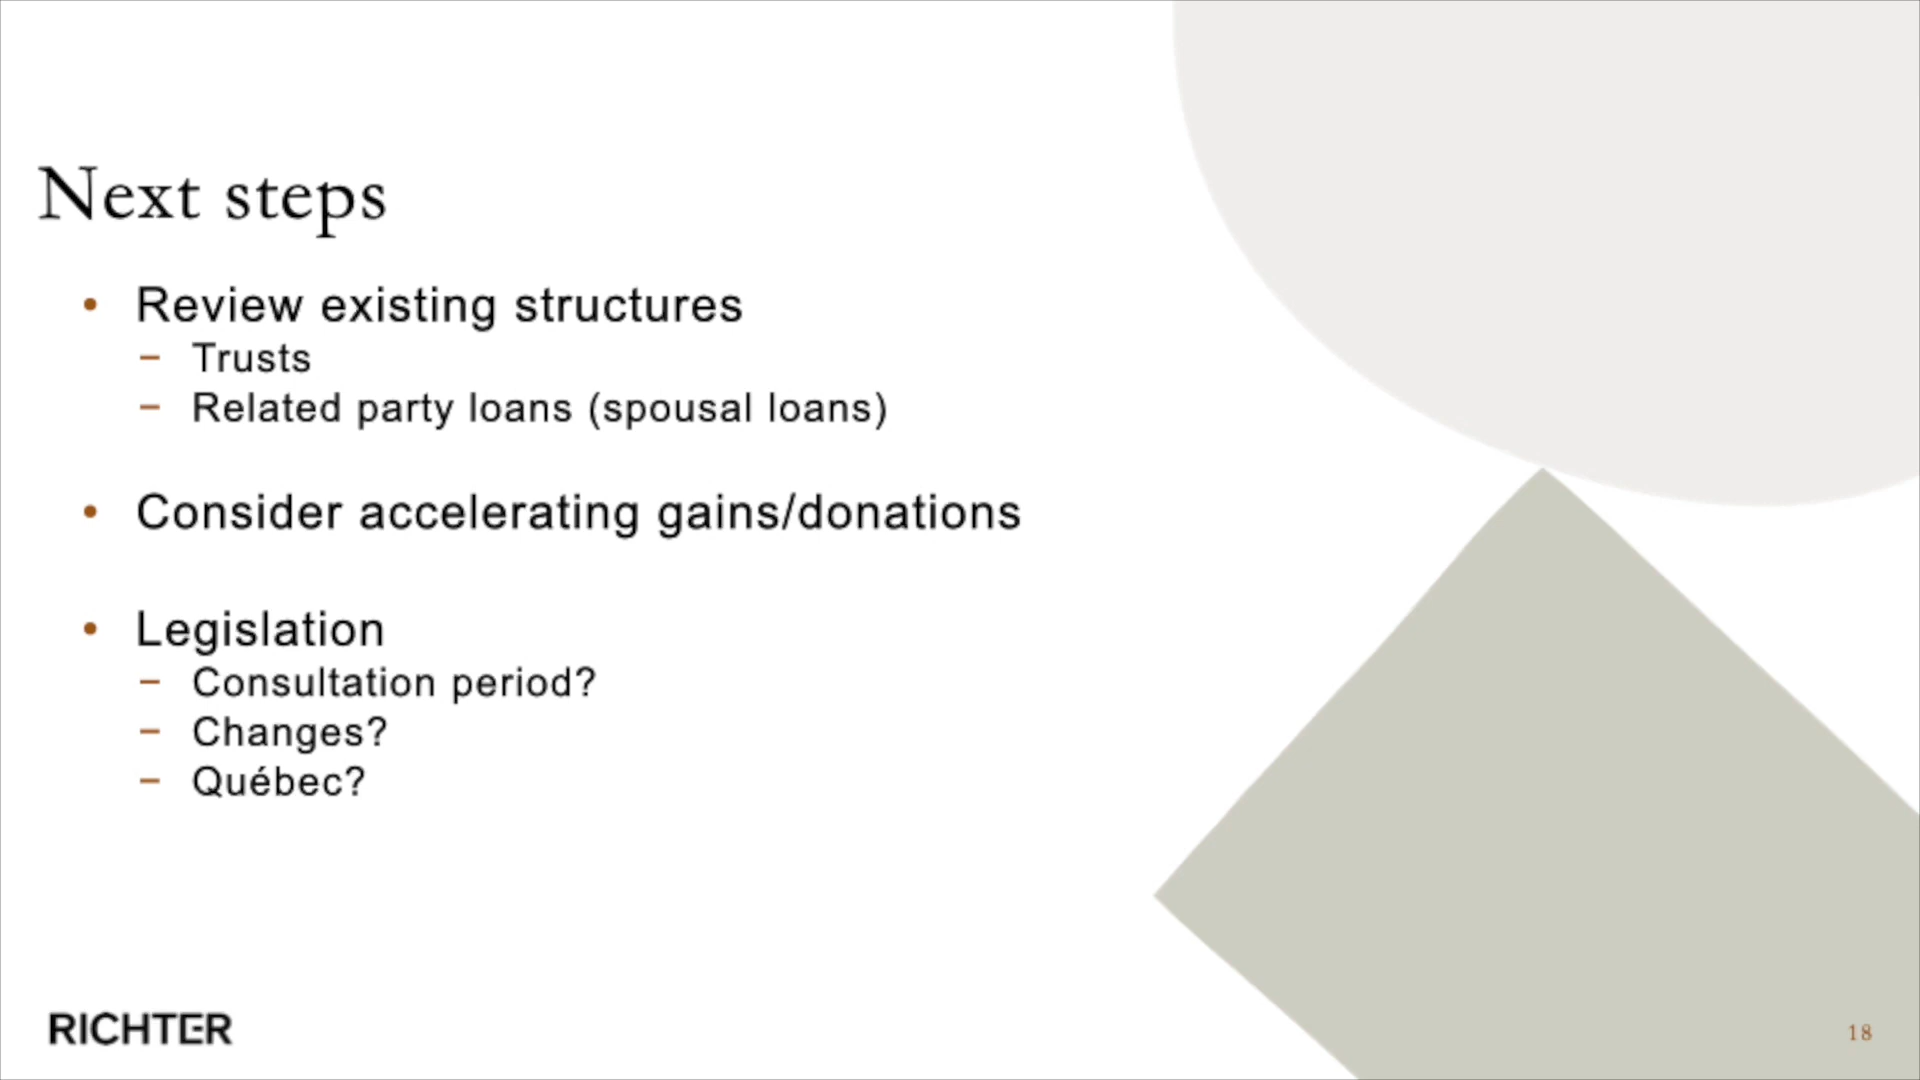 Next steps
• Review existing structures
– Trusts
– Related party loans (spousal loans)
• Consider accelerating gains/donations
• Legislation
– Consultation period?
– Changes?
– Québec?
RICHTER
18